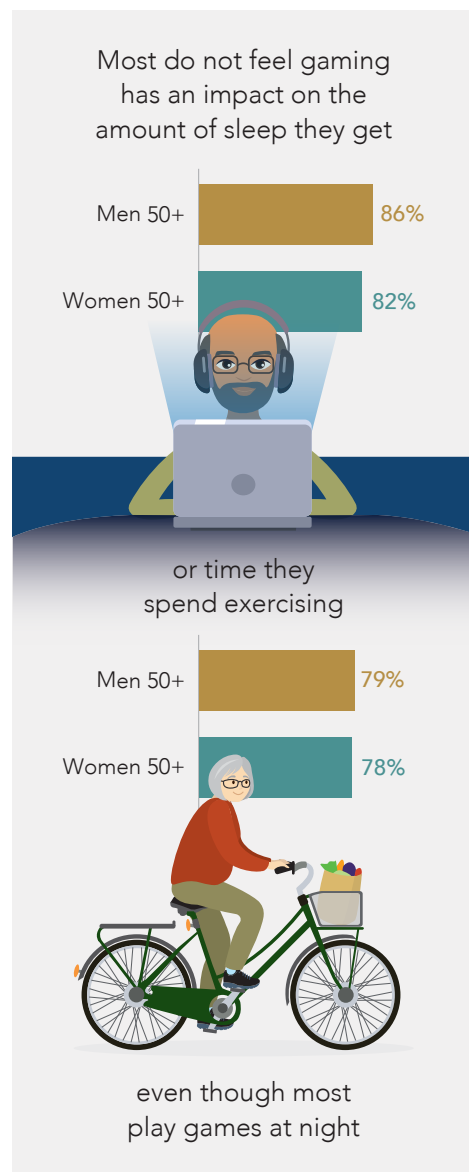 Most do not feel gaming
has an impact on the
amount of sleep they get
Men 50+ 86%
Women 50+ 82%
or time they
spend exercising
Men 50+ 79%
Women 50+ 78%
even though most
play games at night